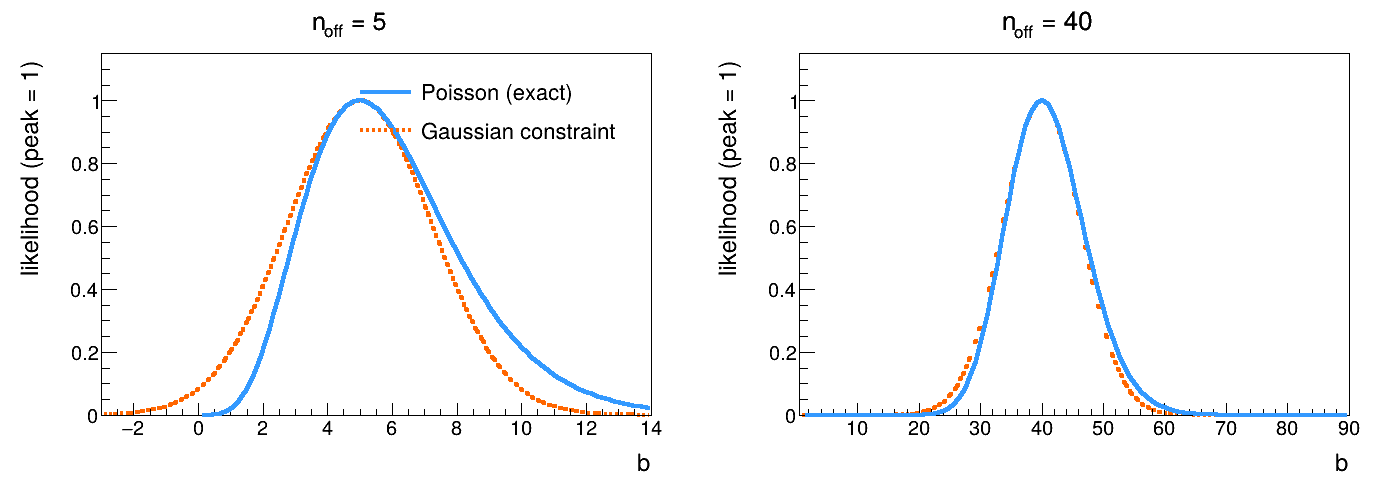 n_off = 5
likelihood (peak = 1)
1
0.8
0.6
0.4
0.2
0
Poisson (exact)
Gaussian constraint
−2 0 2 4 6 8 10 12 14
b
n_off = 40
likelihood (peak = 1)
1
0.8
0.6
0.4
0.2
0
10 20 30 40 50 60 70 80 90
b